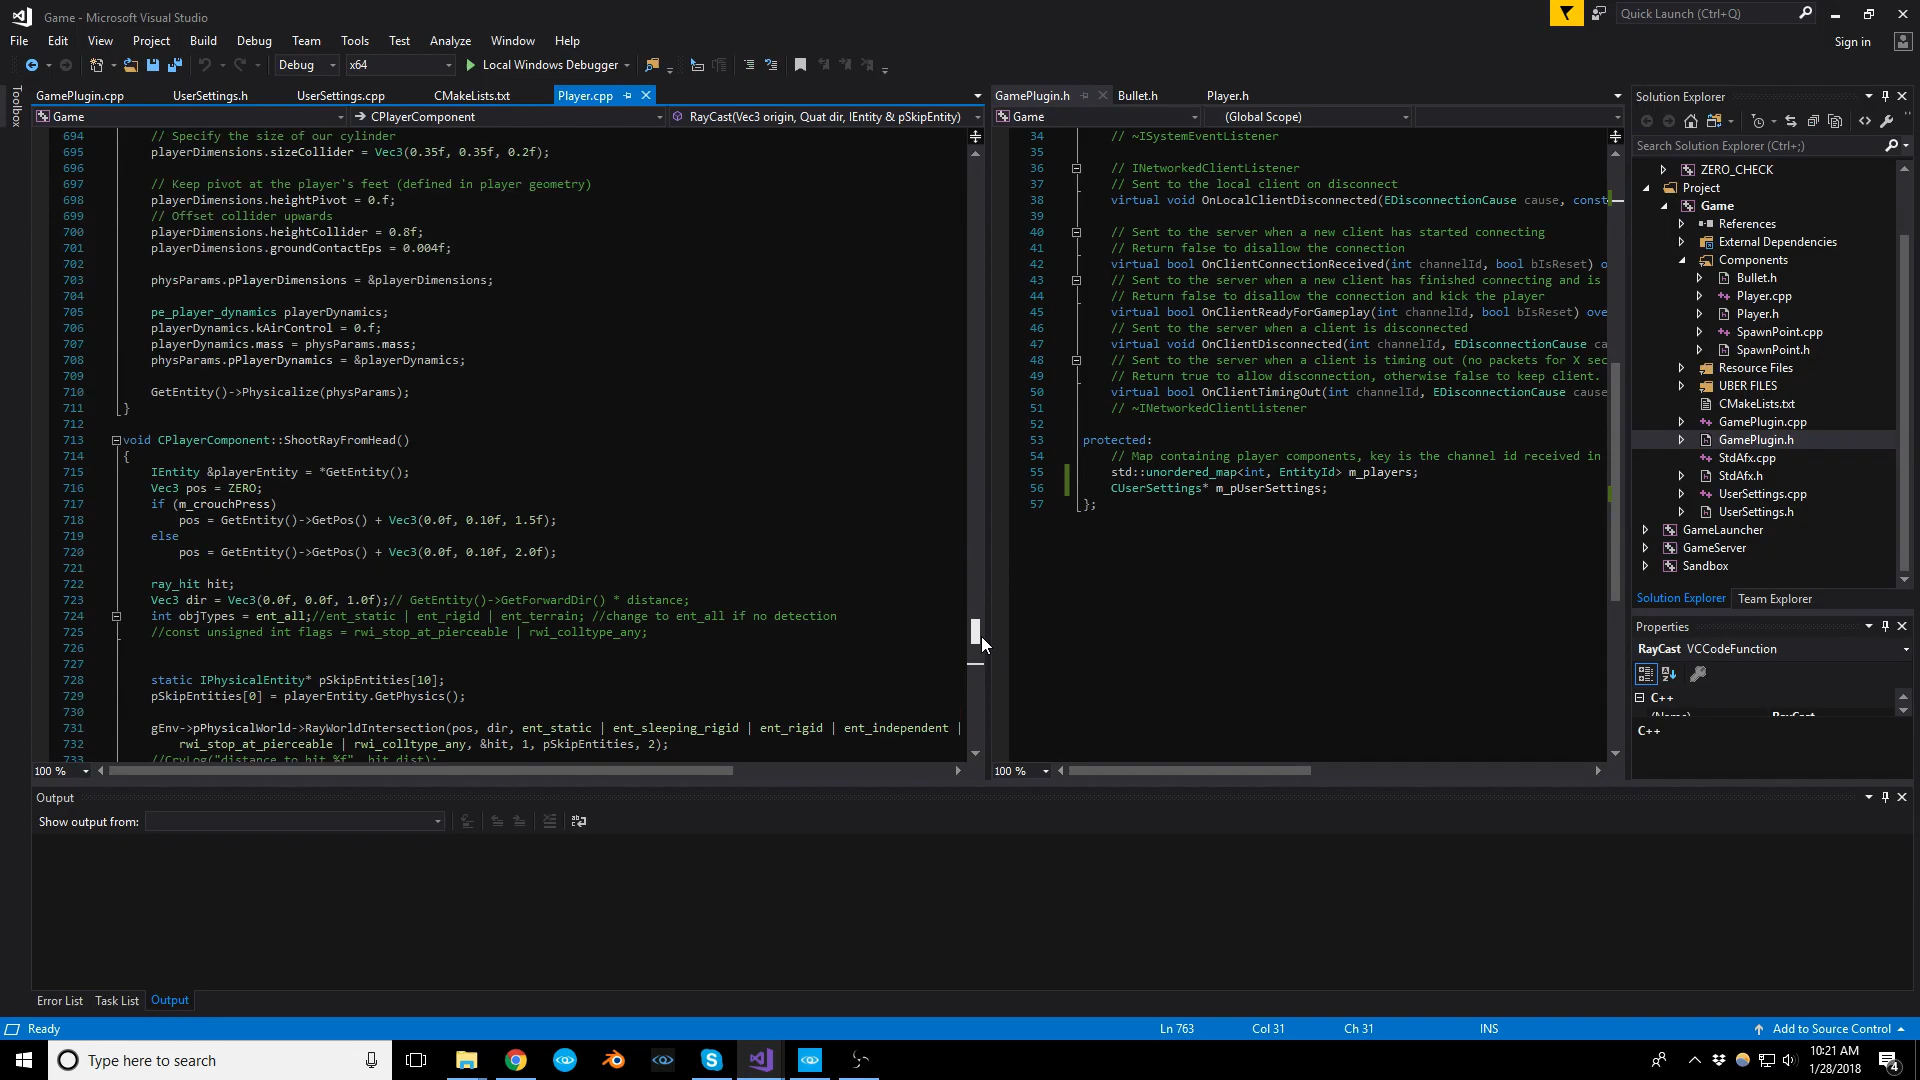 Game - Microsoft Visual Studio
Quick Launch (Ctrl+Q)
File Edit View Project Build Debug Team Tools Test Analyze Window Help
Sign in
Debug x64 Local Windows Debugger
Toolbox
GamePlugin.cpp UserSettings.h UserSettings.cpp CMakeLists.txt Player.cpp
Game CPlayerComponent RayCast(Vec3 origin, Quat dir, IEntity & pSkipEntity)
694 // Specify the size of our cylinder
695 playerDimensions.sizeCollider = Vec3(0.35f, 0.35f, 0.2f);
696
697 // Keep pivot at the player's feet (defined in player geometry)
698 playerDimensions.heightPivot = 0.f;
699 // Offset collider upwards
700 playerDimensions.heightCollider = 0.8f;
701 playerDimensions.groundContactEps = 0.004f;
702
703 physParams.pPlayerDimensions = &playerDimensions;
704
705 pe_player_dynamics playerDynamics;
706 playerDynamics.kAirControl = 0.f;
707 playerDynamics.mass = physParams.mass;
708 physParams.pPlayerDynamics = &playerDynamics;
709
710 GetEntity()->Physicalize(physParams);
711 }
712
713 void CPlayerComponent::ShootRayFromHead()
714 {
715 IEntity &playerEntity = *GetEntity();
716 Vec3 pos = ZERO;
717 if (m_crouchPress)
718 pos = GetEntity()->GetPos() + Vec3(0.0f, 0.10f, 1.5f);
719 else
720 pos = GetEntity()->GetPos() + Vec3(0.0f, 0.10f, 2.0f);
721
722 ray_hit hit;
723 Vec3 dir = Vec3(0.0f, 0.0f, 1.0f);// GetEntity()->GetForwardDir() * distance;
724 int objTypes = ent_all;//ent_static | ent_rigid | ent_terrain; //change to ent_all if no detection
725 //const unsigned int flags = rwi_stop_at_pierceable | rwi_colltype_any;
726
727
728 static IPhysicalEntity* pSkipEntities[10];
729 pSkipEntities[0] = playerEntity.GetPhysics();
730
731 gEnv->pPhysicalWorld->RayWorldIntersection(pos, dir, ent_static | ent_sleeping_rigid | ent_rigid | ent_independent |
732 rwi_stop_at_pierceable | rwi_colltype_any, &hit, 1, pSkipEntities, 2);
733 //CryLog("distance to hit %f", hit.dist);
100 %
GamePlugin.h Bullet.h Player.h
Game (Global Scope)
34 // ~ISystemEventListener
35
36 // INetworkedClientListener
37 // Sent to the local client on disconnect
38 virtual void OnLocalClientDisconnected(EDisconnectionCause cause, const
39
40 // Sent to the server when a new client has started connecting
41 // Return false to disallow the connection
42 virtual bool OnClientConnectionReceived(int channelId, bool bIsReset) o
43 // Sent to the server when a new client has finished connecting and is
44 // Return false to disallow the connection and kick the player
45 virtual bool OnClientReadyForGameplay(int channelId, bool bIsReset) ove
46 // Sent to the server when a client is disconnected
47 virtual void OnClientDisconnected(int channelId, EDisconnectionCause ca
48 // Sent to the server when a client is timing out (no packets for X sec
49 // Return true to allow disconnection, otherwise false to keep client.
50 virtual bool OnClientTimingOut(int channelId, EDisconnectionCause cause
51 // ~INetworkedClientListener
52
53 protected:
54 // Map containing player components, key is the channel id received in
55 std::unordered_map<int, EntityId> m_players;
56 CUserSettings* m_pUserSettings;
57 };
100 %
Solution Explorer
Search Solution Explorer (Ctrl+;)
ZERO_CHECK
Project
Game
References
External Dependencies
Components
Bullet.h
Player.cpp
Player.h
SpawnPoint.cpp
SpawnPoint.h
Resource Files
UBER FILES
CMakeLists.txt
GamePlugin.cpp
GamePlugin.h
StdAfx.cpp
StdAfx.h
UserSettings.cpp
UserSettings.h
GameLauncher
GameServer
Sandbox
Solution Explorer Team Explorer
Properties
RayCast VCCodeFunction
C++
(Name) RayCast
C++
Output
Show output from:
Error List Task List Output
Ready Ln 763 Col 31 Ch 31 INS Add to Source Control
Type here to search
10:21 AM
1/28/2018
4